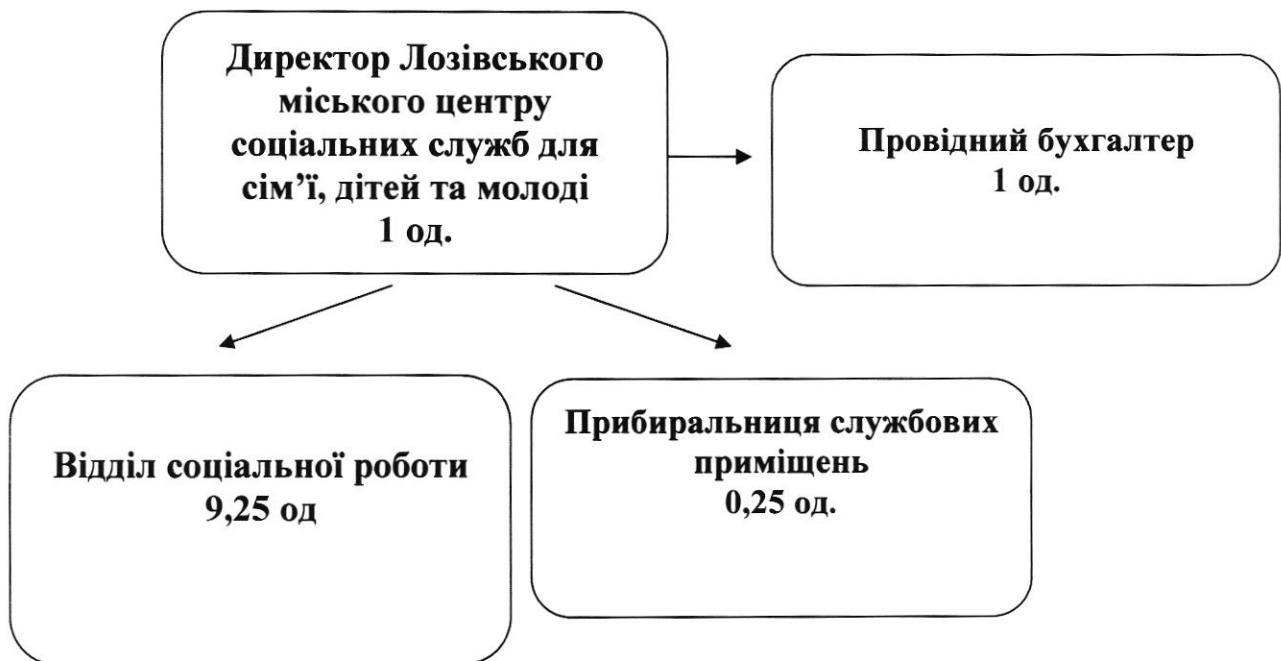 Директор Лозівського
міського центру
соціальних служб для
сім’ї, дітей та молоді
1 од.
Провідний бухгалтер
1 од.
Відділ соціальної роботи
9,25 од
Прибиральниця службових
приміщень
0,25 од.